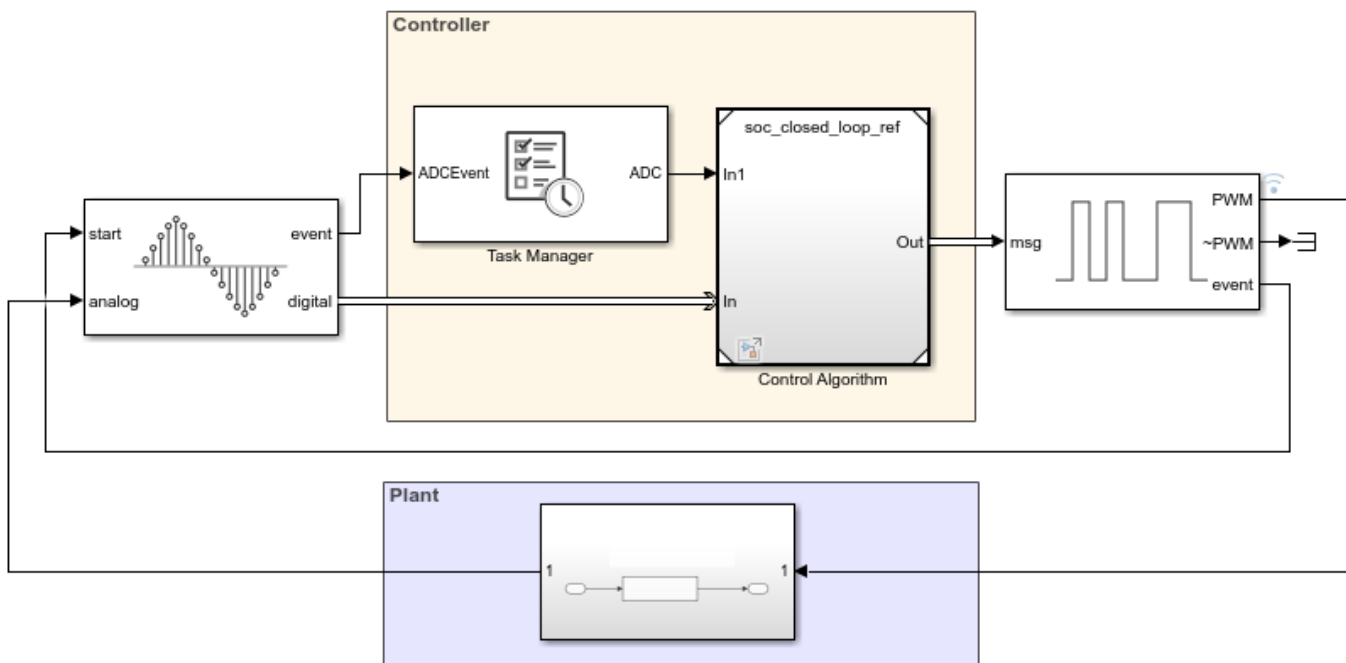 Controller
soc_closed_loop_ref
ADCEvent
ADC
In1
Task Manager
start
event
analog
digital
Out
In
Control Algorithm
msg
PWM
~PWM
event
Plant
1
1